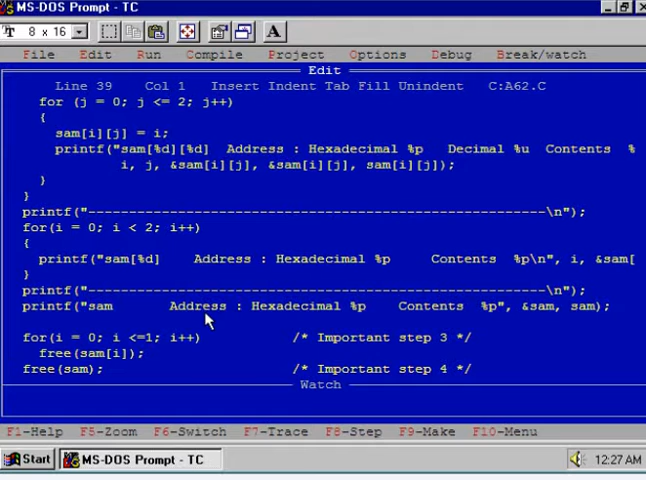 MS-DOS Prompt - TC
8 x 16
A
File Edit Run Compile Project Options Debug Break/watch
Edit
Line 39 Col 1 Insert Indent Tab Fill Unindent C:A62.C
for (j = 0; j <= 2; j++)
{
sam[i][j] = i;
printf("sam[%d][%d] Address : Hexadecimal %p Decimal %u Contents %
i, j, &sam[i][j], &sam[i][j], sam[i][j]);
}
}
printf("---------------------------------------------------------\n");
for(i = 0; i < 2; i++)
{
printf("sam[%d] Address : Hexadecimal %p Contents %p\n", i, &sam[
}
printf("---------------------------------------------------------\n");
printf("sam Address : Hexadecimal %p Contents %p", &sam, sam);
for(i = 0; i <=1; i++) /* Important step 3 */
free(sam[i]);
free(sam); /* Important step 4 */
Watch
F1-Help F5-Zoom F6-Switch F7-Trace F8-Step F9-Make F10-Menu
Start MS-DOS Prompt - TC 12:27 AM